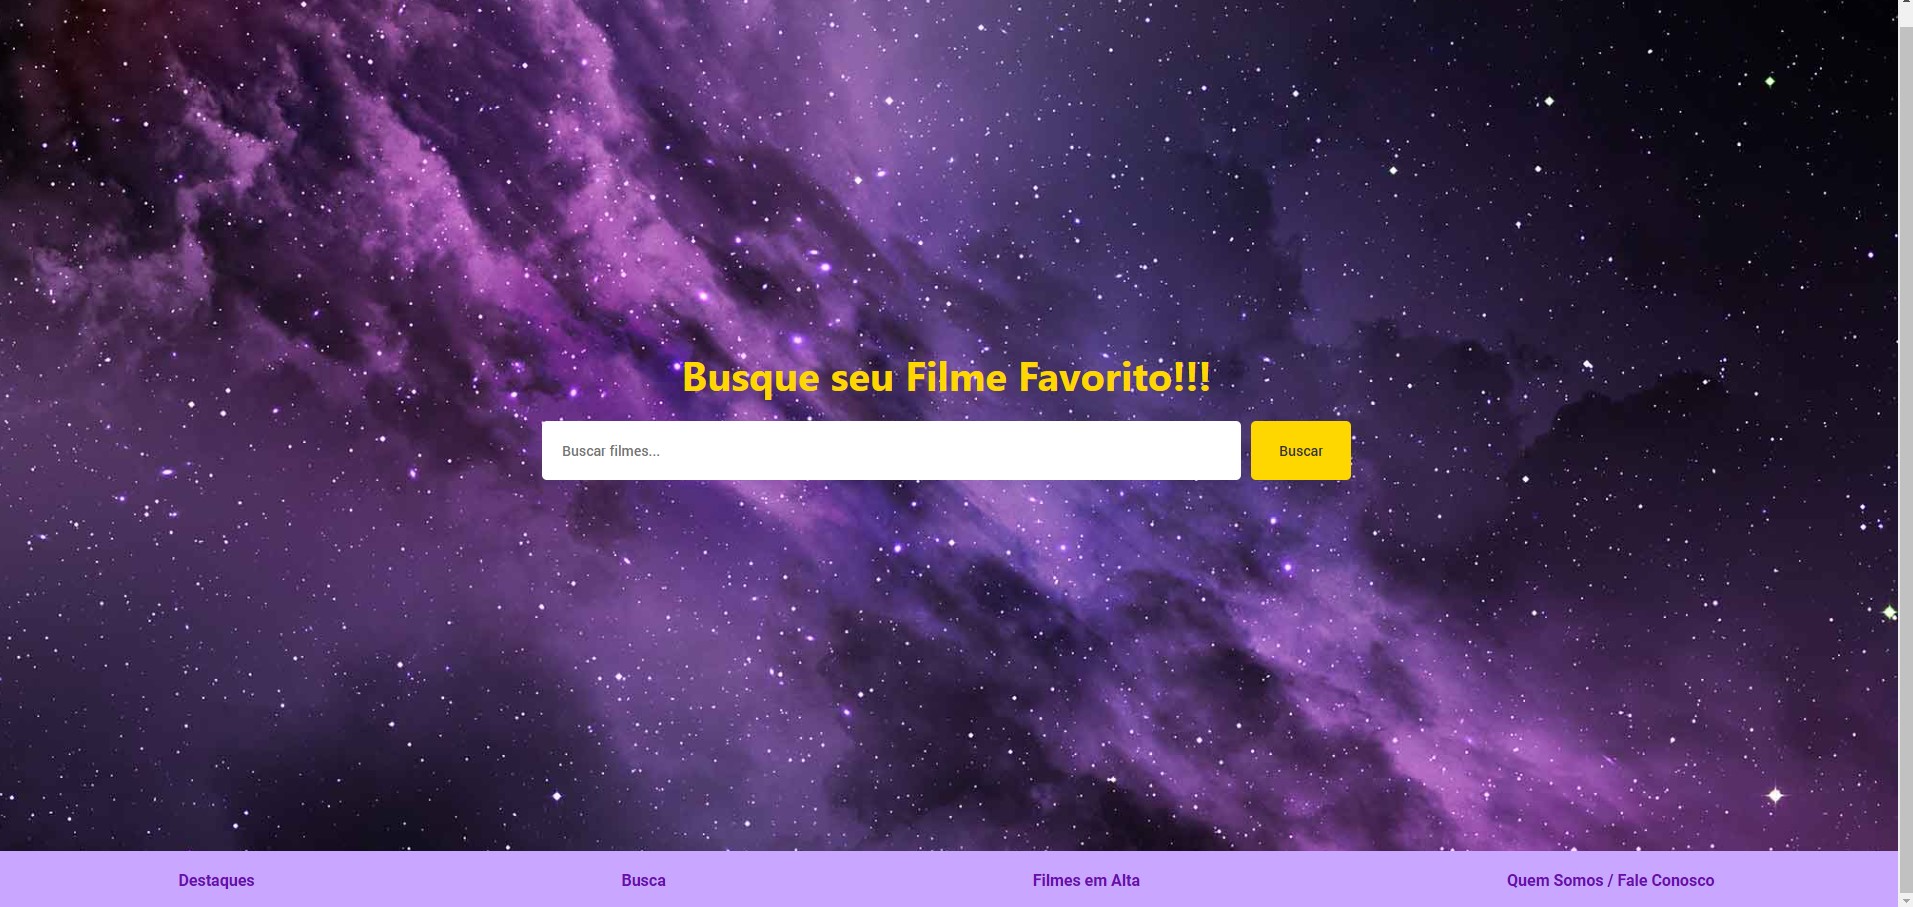 Busque seu Filme Favorito!!!
Buscar filmes...
Buscar
Destaques
Busca
Filmes em Alta
Quem Somos / Fale Conosco